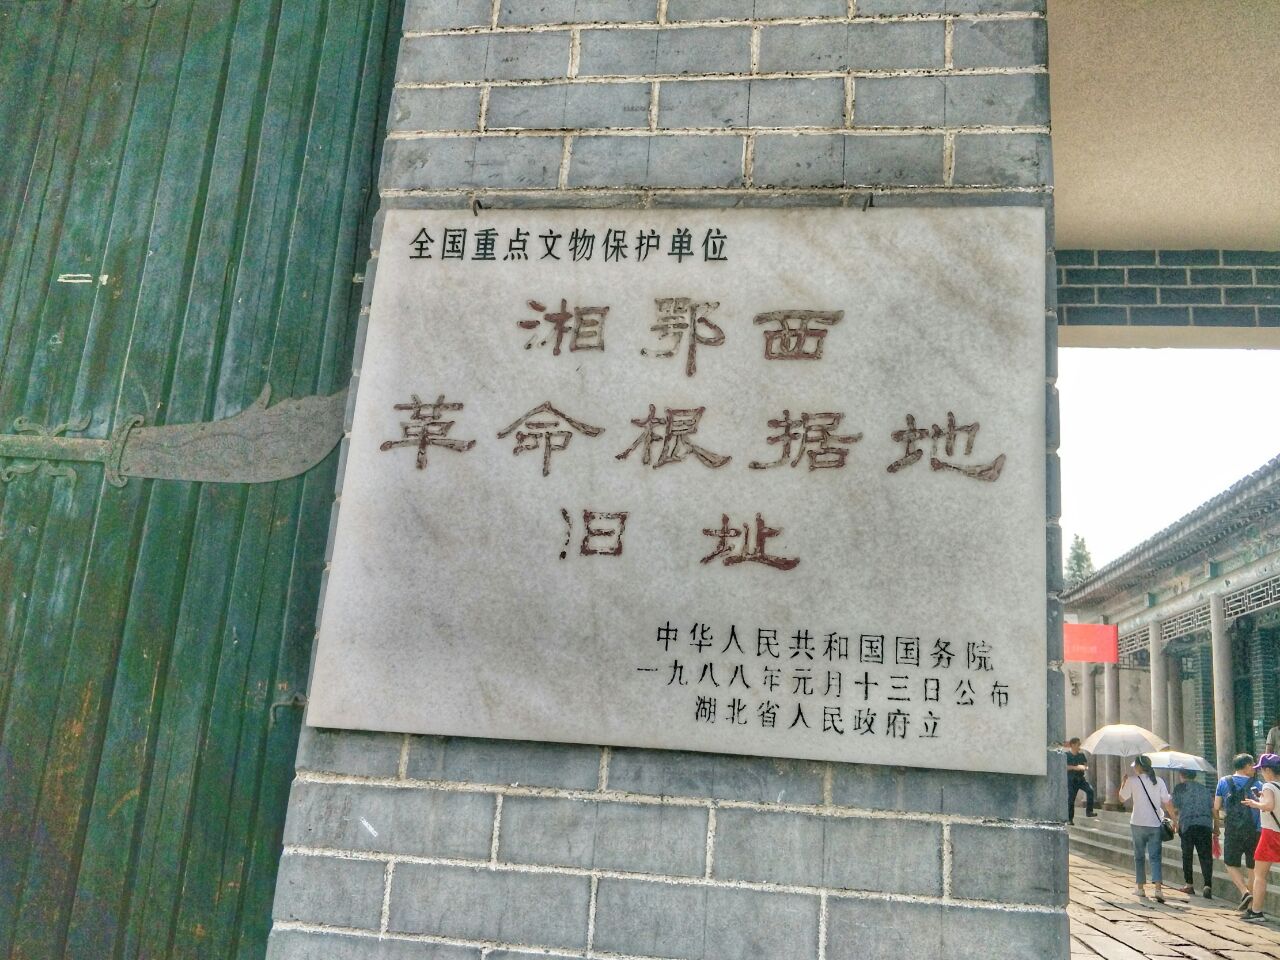 全国重点文物保护单位
湘鄂西
革命根据地
旧址
中华人民共和国国务院
一九八八年元月十三日公布
湖北省人民政府立